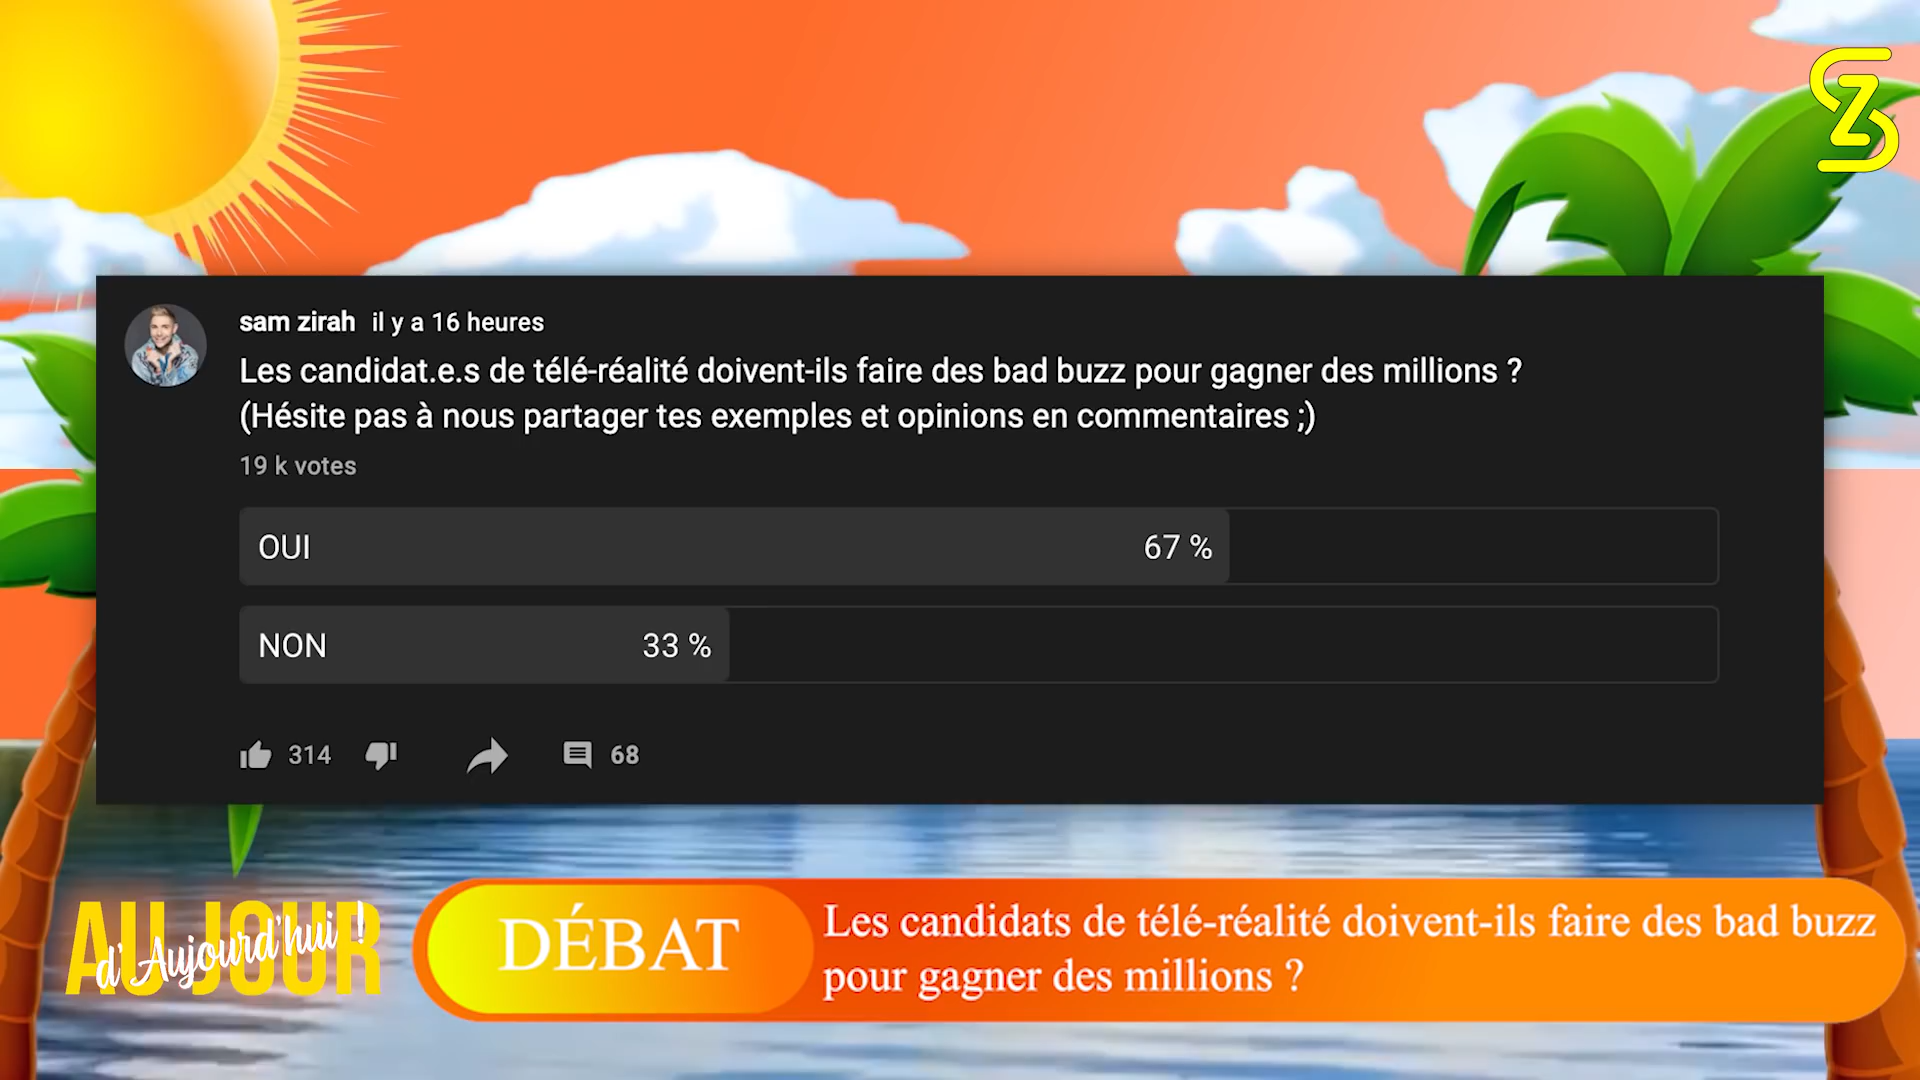 SZ
sam zirah il y a 16 heures
Les candidat.e.s de télé-réalité doivent-ils faire des bad buzz pour gagner des millions ?
(Hésite pas à nous partager tes exemples et opinions en commentaires ;)
19 k votes
OUI 67 %
NON 33 %
314 68
AU JOUR
d'Aujourd'hui !
DÉBAT
Les candidats de télé-réalité doivent-ils faire des bad buzz
pour gagner des millions ?